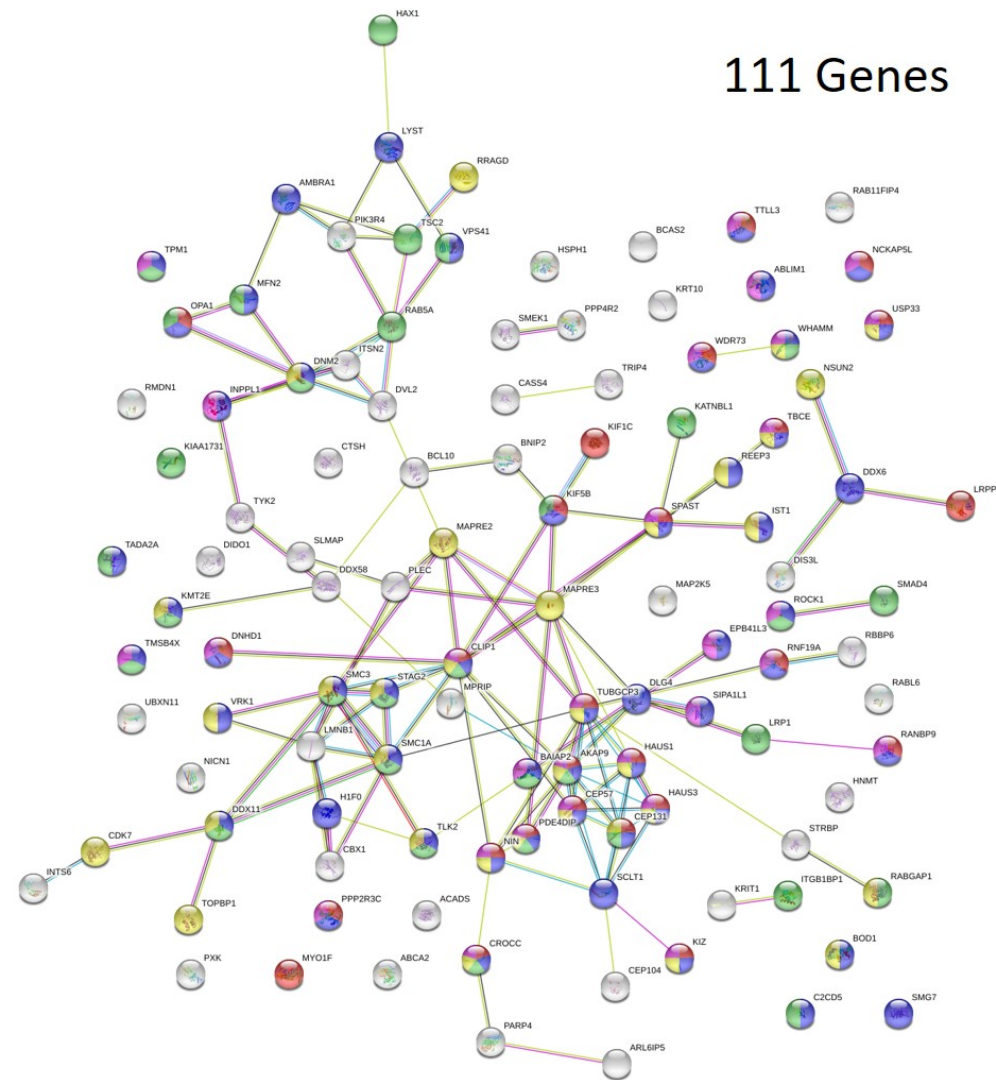 HAX1
111 Genes
LYST
RRAGD
AMBRA1
RAB11FIP4
PIK3R4
TSC2
TTLL3
VPS41
BCAS2
TPM1
HSPH1
NCKAP5L
ABLIM1
MFN2
KRT10
OPA1
RAB5A
SMEK1
PPP4R2
USP33
WHAMM
ITSN2
WDR73
DNM2
NSUN2
RMDN1
INPPL1
DVL2
CASS4
TRIP4
KATNBL1
TBCE
KIAA1731
CTSH
BCL10
BNIP2
KIF1C
REEP3
DDX6
LRPP
TYK2
KIF5B
SPAST
IST1
TADA2A
DIDO1
SLMAP
MAPRE2
DDX58
PLEC
DIS3L
KMT2E
MAPRE3
MAP2K5
ROCK1
SMAD4
TMSB4X
DNHD1
CLIP1
EPB41L3
RNF19A
RBBP6
SMC3
STAG2
MPRIP
TUBGCP3
DLG4
SIPA1L1
RABL6
UBXN11
VRK1
LMNB1
SMC1A
LRP1
RANBP9
NICN1
BAIAP2
AKAP9
HAUS1
HNMT
H1F0
CEP57
HAUS3
DDX11
CDK7
TLK2
PDE4DIP
CEP131
STRBP
INTS6
CBX1
NIN
SCLT1
KRIT1
ITGB1BP1
RABGAP1
TOPBP1
PPP2R3C
ACADS
KIZ
BOD1
CROCC
PXK
MYO1F
ABCA2
CEP104
C2CD5
SMG7
PARP4
ARL6IP5